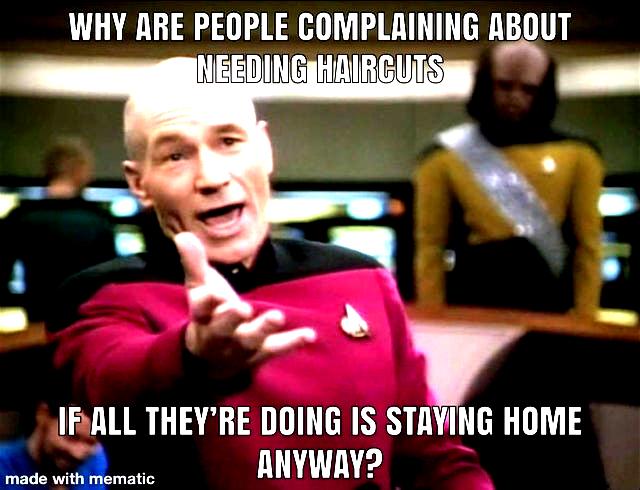 WHY ARE PEOPLE COMPLAINING ABOUT
NEEDING HAIRCUTS
IF ALL THEY'RE DOING IS STAYING HOME
ANYWAY?
made with mematic